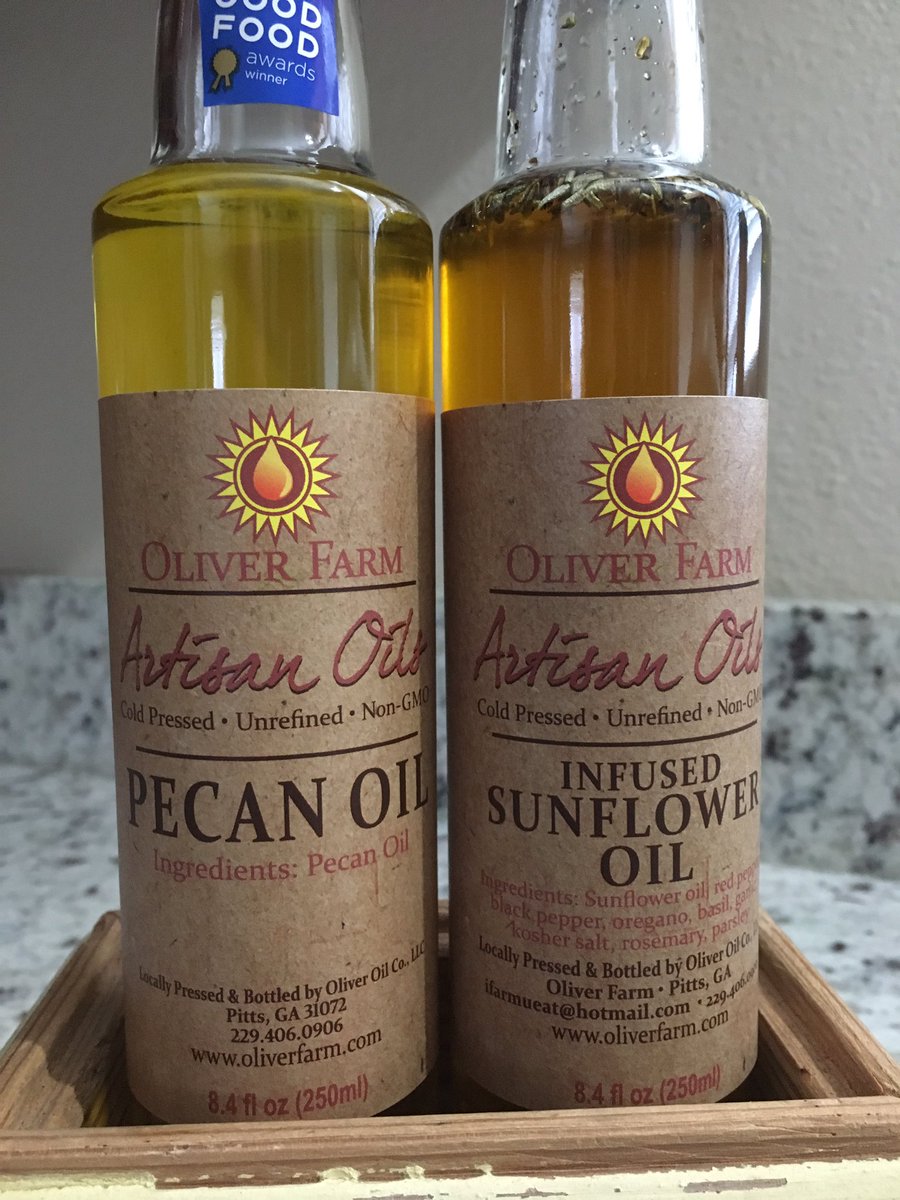 FOOD
awards
winner
OLIVER FARM
Artisan Oils
Cold Pressed • Unrefined • Non-GMO
PECAN OIL
Ingredients: Pecan Oil
Locally Pressed & Bottled by Oliver Oil Co., LLC
Pitts, GA 31072
229.406.0906
www.oliverfarm.com
8.4 fl oz (250ml)
OLIVER FARM
Artisan Oils
Cold Pressed • Unrefined • Non-GMO
INFUSED
SUNFLOWER
OIL
Ingredients: Sunflower oil, red
black pepper, oregano, basil,
kosher salt, rosemary, parsley
Locally Pressed & Bottled by Oliver Oil Co.,
Oliver Farm • Pitts, GA
ifarmueat@hotmail.com • 229.406.
www.oliverfarm.com
8.4 fl oz (250ml)